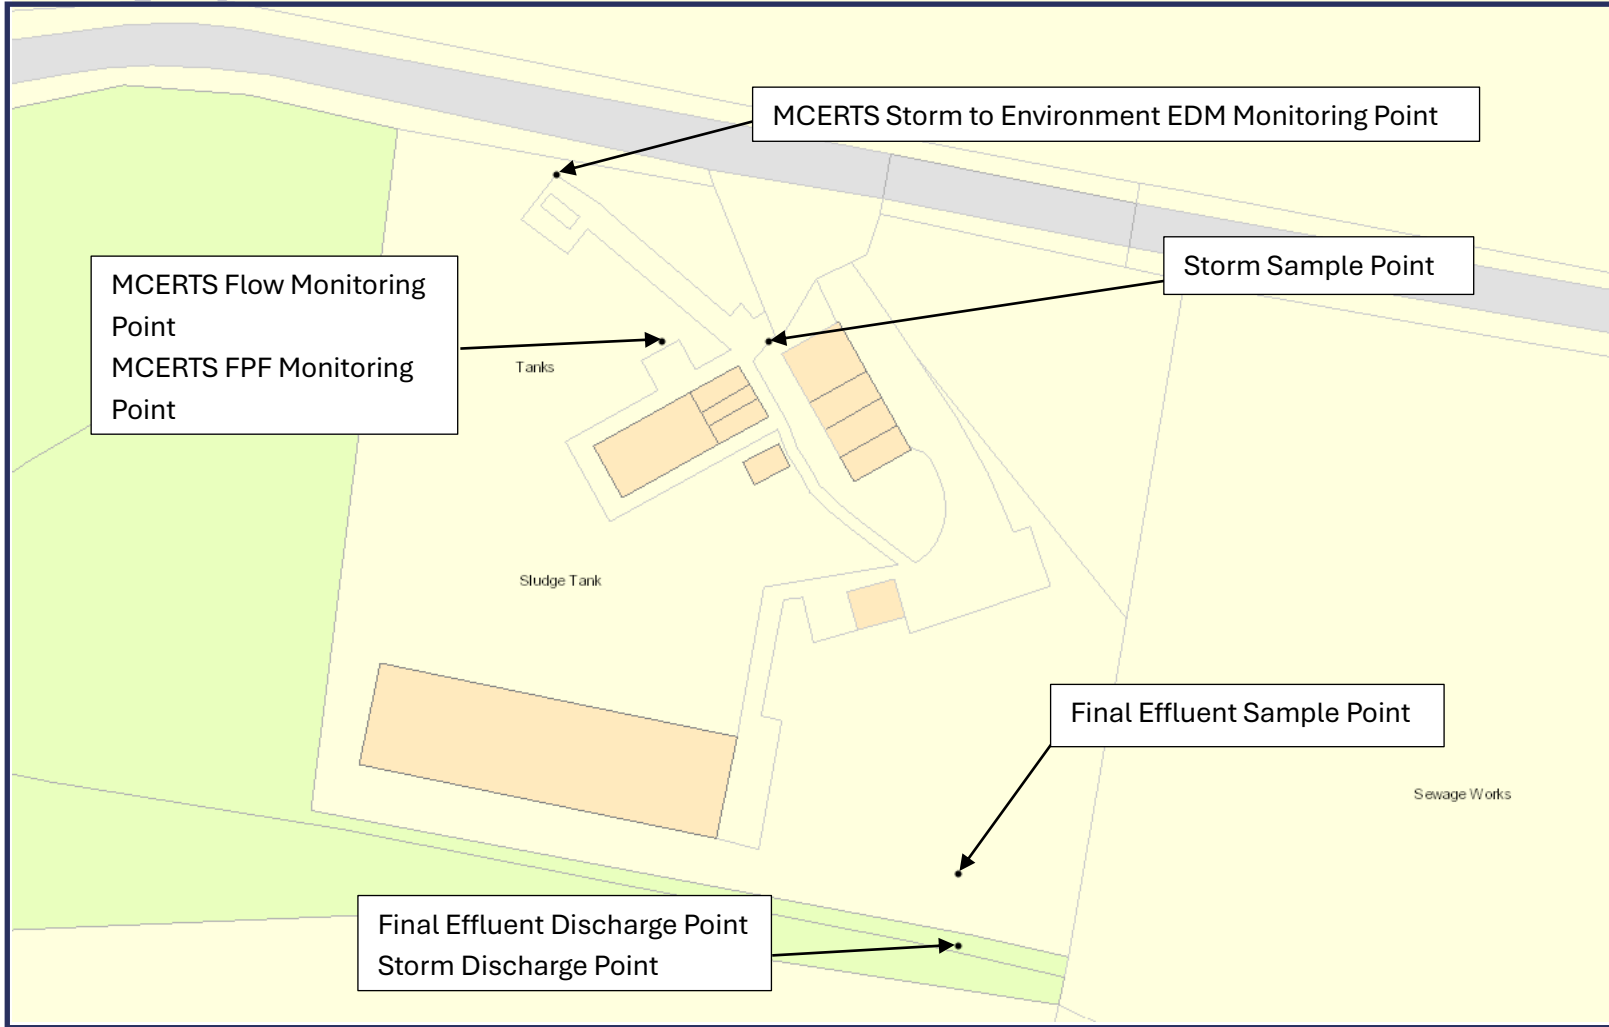 MCERTS Storm to Environment EDM Monitoring Point
Storm Sample Point
MCERTS Flow Monitoring
Point
MCERTS FPF Monitoring
Point
Tanks
Sludge Tank
Final Effluent Sample Point
Sewage Works
Final Effluent Discharge Point
Storm Discharge Point